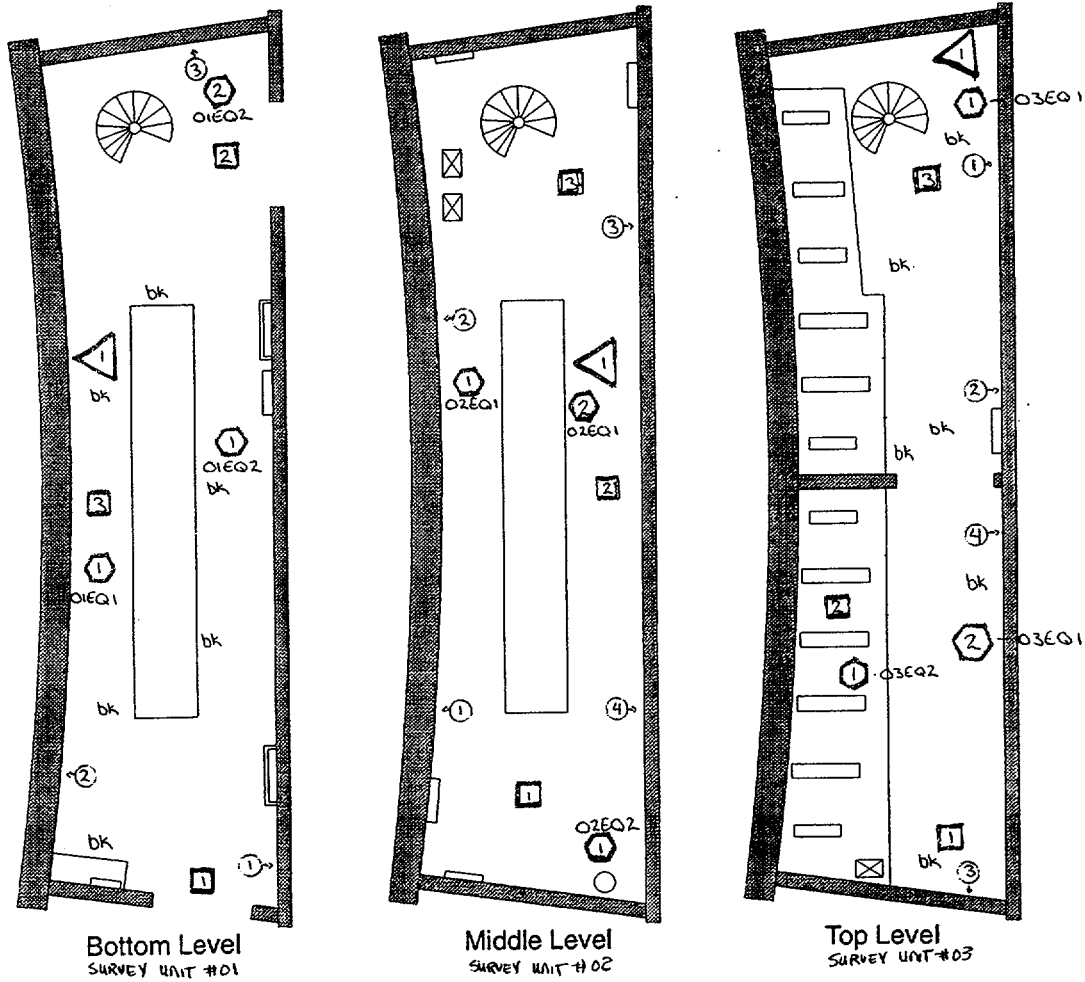 3
2
01EQ2
2
bk
1
bk
1
01EQ2
bk
3
1
01EQ1
bk
bk
2
bk
1
1
Bottom Level
SURVEY UNIT #01
3
3
2
1
1
02EQ1
2
02EQ1
2
1
4
1
02EQ2
1
Middle Level
SURVEY UNIT #02
1
1
03EQ1
bk
1
3
bk.
2
bk
bk
4
bk
2
2
03EQ1
1
03EQ2
1
bk
3
Top Level
SURVEY UNIT #03